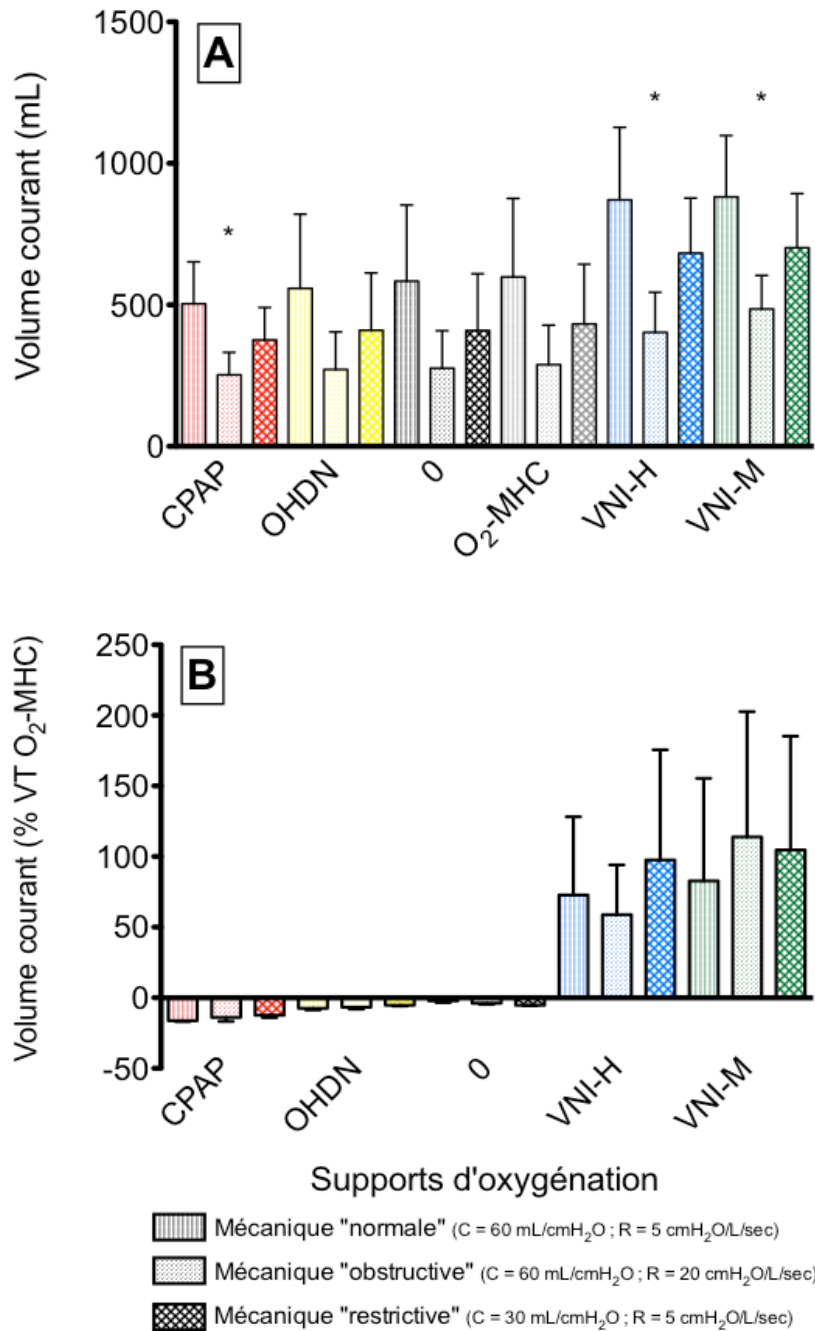 A
Volume courant (mL)
1500
1000
500
0
*
*
*
CPAP
OHDN
0
O₂-MHC
VNI-H
VNI-M
B
Volume courant (% VT O₂-MHC)
250
200
150
100
50
0
-50
CPAP
OHDN
0
VNI-H
VNI-M
Supports d'oxygénation
Mécanique "normale" (C = 60 mL/cmH₂O ; R = 5 cmH₂O/L/sec)
Mécanique "obstructive" (C = 60 mL/cmH₂O ; R = 20 cmH₂O/L/sec)
Mécanique "restrictive" (C = 30 mL/cmH₂O ; R = 5 cmH₂O/L/sec)